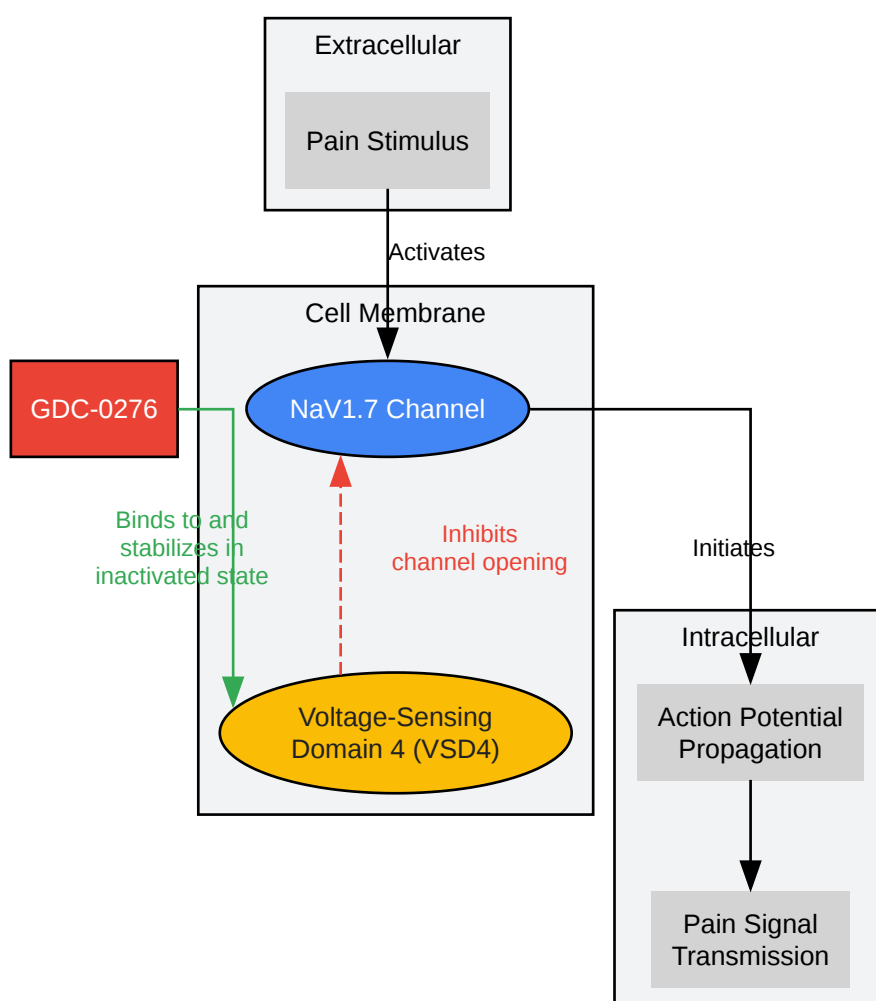 Extracellular
Pain Stimulus
Activates
Cell Membrane
GDC-0276
NaV1.7 Channel
Binds to and
stabilizes in
inactivated state
Inhibits
channel opening
Initiates
Intracellular
Voltage-Sensing
Domain 4 (VSD4)
Action Potential
Propagation
Pain Signal
Transmission